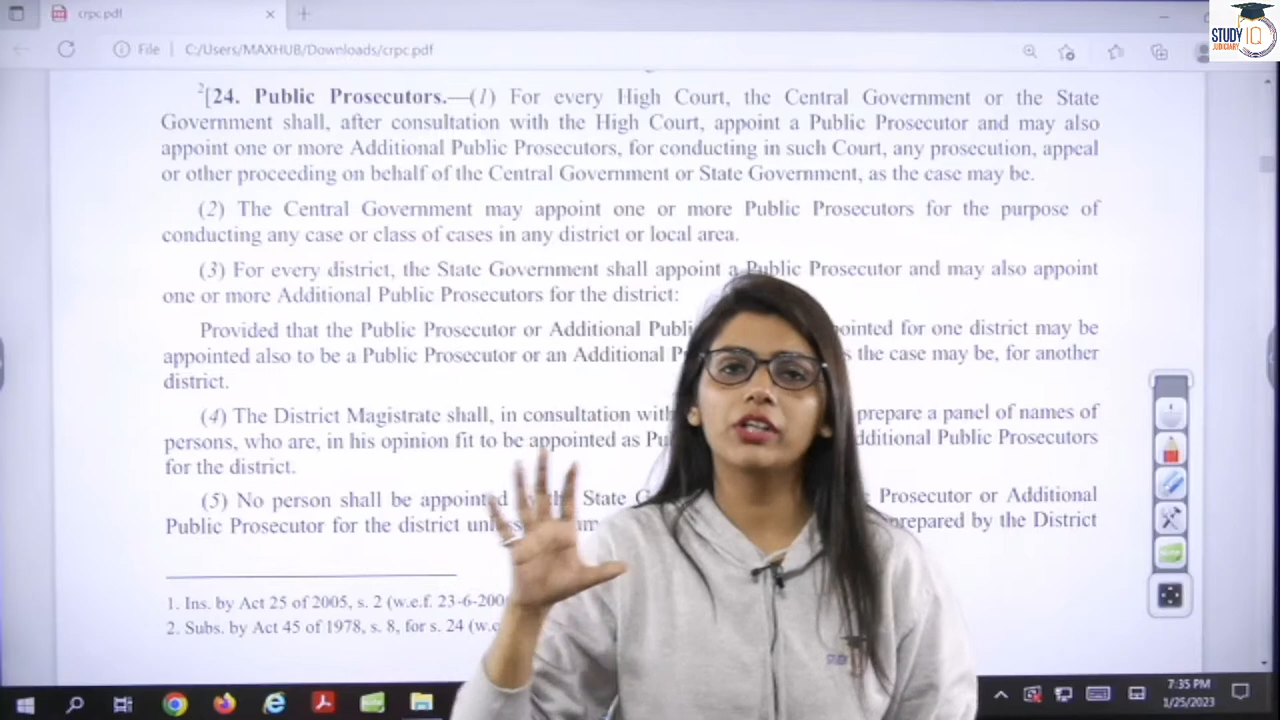 crpc.pdf
File C:/Users/MAXHUB/Downloads/crpc.pdf
STUDY IQ
JUDICIARY
2[24. Public Prosecutors.—(1) For every High Court, the Central Government or the State
Government shall, after consultation with the High Court, appoint a Public Prosecutor and may also
appoint one or more Additional Public Prosecutors, for conducting in such Court, any prosecution, appeal
or other proceeding on behalf of the Central Government or State Government, as the case may be.
(2) The Central Government may appoint one or more Public Prosecutors for the purpose of
conducting any case or class of cases in any district or local area.
(3) For every district, the State Government shall appoint a Public Prosecutor and may also appoint
one or more Additional Public Prosecutors for the district:
Provided that the Public Prosecutor or Additional for one district may be
appointed also to be a Public Prosecutor or an Additional the case may be, for another
district.
(4) The District Magistrate shall, in consultation prepare a panel of names of
persons, who are, in his opinion fit to be appointed as Public Prosecutors
for the district.
(5) No person shall be appointed State Prosecutor or Additional
Public Prosecutor for the district prepared by the District
1. Ins. by Act 25 of 2005, s. 2 (w.e.f.
2. Subs. by Act 45 of 1978, s. 8, for s. 24
7:35 PM
1/25/2023